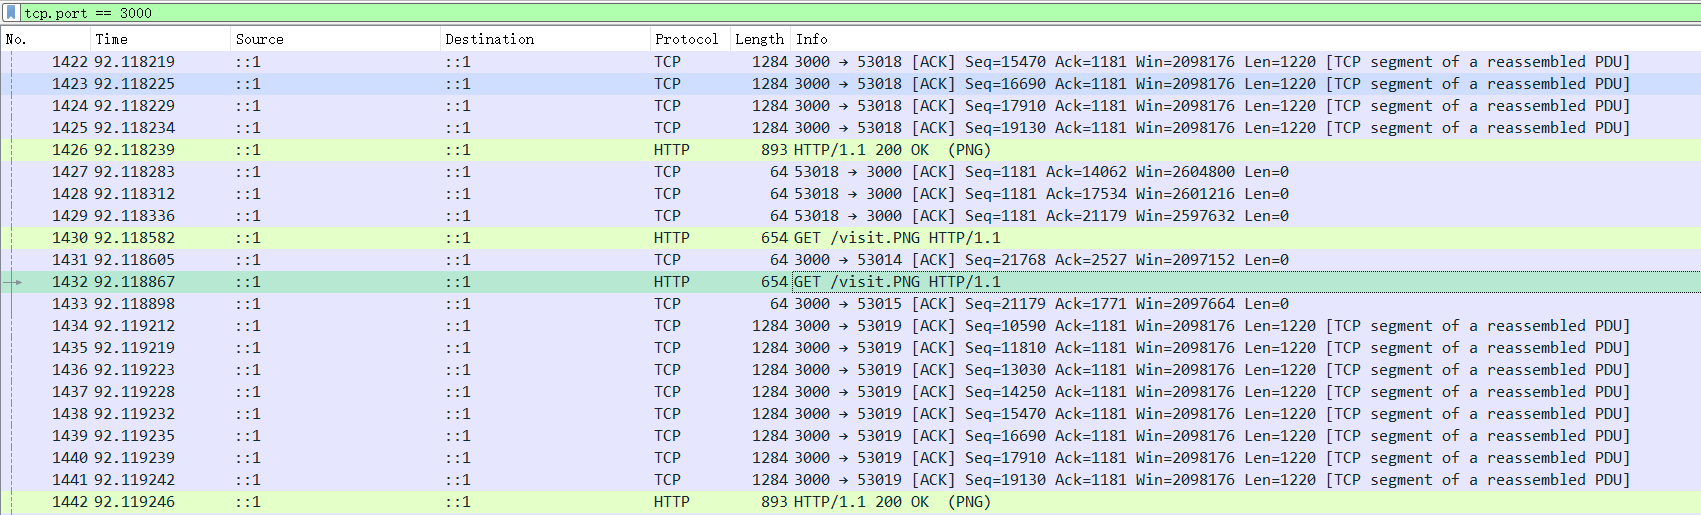 tcp.port == 3000
No. Time Source Destination Protocol Length Info
1422 92.118219 ::1 ::1 TCP 1284 3000 → 53018 [ACK] Seq=15470 Ack=1181 Win=2098176 Len=1220 [TCP segment of a reassembled PDU]
1423 92.118225 ::1 ::1 TCP 1284 3000 → 53018 [ACK] Seq=16690 Ack=1181 Win=2098176 Len=1220 [TCP segment of a reassembled PDU]
1424 92.118229 ::1 ::1 TCP 1284 3000 → 53018 [ACK] Seq=17910 Ack=1181 Win=2098176 Len=1220 [TCP segment of a reassembled PDU]
1425 92.118234 ::1 ::1 TCP 1284 3000 → 53018 [ACK] Seq=19130 Ack=1181 Win=2098176 Len=1220 [TCP segment of a reassembled PDU]
1426 92.118239 ::1 ::1 HTTP 893 HTTP/1.1 200 OK  (PNG)
1427 92.118283 ::1 ::1 TCP 64 53018 → 3000 [ACK] Seq=1181 Ack=14062 Win=2604800 Len=0
1428 92.118312 ::1 ::1 TCP 64 53018 → 3000 [ACK] Seq=1181 Ack=17534 Win=2601216 Len=0
1429 92.118336 ::1 ::1 TCP 64 53018 → 3000 [ACK] Seq=1181 Ack=21179 Win=2597632 Len=0
1430 92.118582 ::1 ::1 HTTP 654 GET /visit.PNG HTTP/1.1
1431 92.118605 ::1 ::1 TCP 64 3000 → 53014 [ACK] Seq=21768 Ack=2527 Win=2097152 Len=0
1432 92.118867 ::1 ::1 HTTP 654 GET /visit.PNG HTTP/1.1
1433 92.118898 ::1 ::1 TCP 64 3000 → 53015 [ACK] Seq=21179 Ack=1771 Win=2097664 Len=0
1434 92.119212 ::1 ::1 TCP 1284 3000 → 53019 [ACK] Seq=10590 Ack=1181 Win=2098176 Len=1220 [TCP segment of a reassembled PDU]
1435 92.119219 ::1 ::1 TCP 1284 3000 → 53019 [ACK] Seq=11810 Ack=1181 Win=2098176 Len=1220 [TCP segment of a reassembled PDU]
1436 92.119223 ::1 ::1 TCP 1284 3000 → 53019 [ACK] Seq=13030 Ack=1181 Win=2098176 Len=1220 [TCP segment of a reassembled PDU]
1437 92.119228 ::1 ::1 TCP 1284 3000 → 53019 [ACK] Seq=14250 Ack=1181 Win=2098176 Len=1220 [TCP segment of a reassembled PDU]
1438 92.119232 ::1 ::1 TCP 1284 3000 → 53019 [ACK] Seq=15470 Ack=1181 Win=2098176 Len=1220 [TCP segment of a reassembled PDU]
1439 92.119235 ::1 ::1 TCP 1284 3000 → 53019 [ACK] Seq=16690 Ack=1181 Win=2098176 Len=1220 [TCP segment of a reassembled PDU]
1440 92.119239 ::1 ::1 TCP 1284 3000 → 53019 [ACK] Seq=17910 Ack=1181 Win=2098176 Len=1220 [TCP segment of a reassembled PDU]
1441 92.119242 ::1 ::1 TCP 1284 3000 → 53019 [ACK] Seq=19130 Ack=1181 Win=2098176 Len=1220 [TCP segment of a reassembled PDU]
1442 92.119246 ::1 ::1 HTTP 893 HTTP/1.1 200 OK  (PNG)